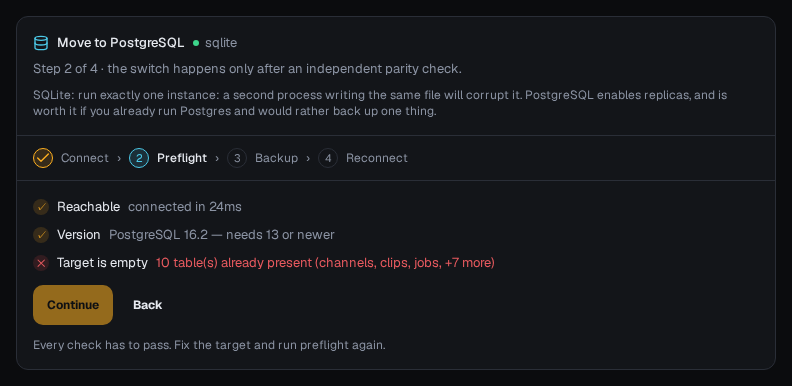 Move to PostgreSQL sqlite
Step 2 of 4 · the switch happens only after an independent parity check.
SQLite: run exactly one instance: a second process writing the same file will corrupt it. PostgreSQL enables replicas, and is
worth it if you already run Postgres and would rather back up one thing.
Connect › 2 Preflight › 3 Backup › 4 Reconnect
Reachable connected in 24ms
Version PostgreSQL 16.2 — needs 13 or newer
Target is empty 10 table(s) already present (channels, clips, jobs, +7 more)
Continue Back
Every check has to pass. Fix the target and run preflight again.